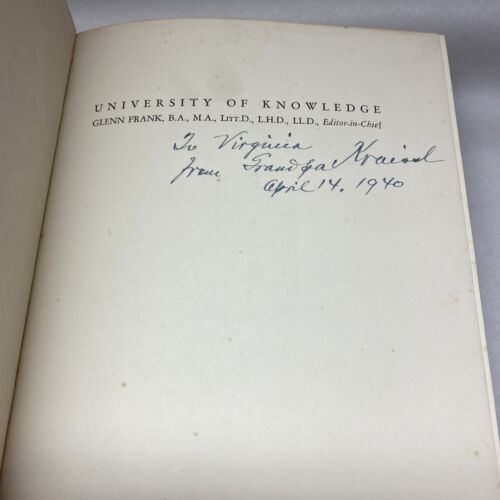 UNIVERSITY OF KNOWLEDGE
GLENN FRANK, B.A., M.A., LITT.D., L.H.D., LL.D., Editor-in-Chief
To Virginia
from Grandpa Kraisel
April 14, 1940